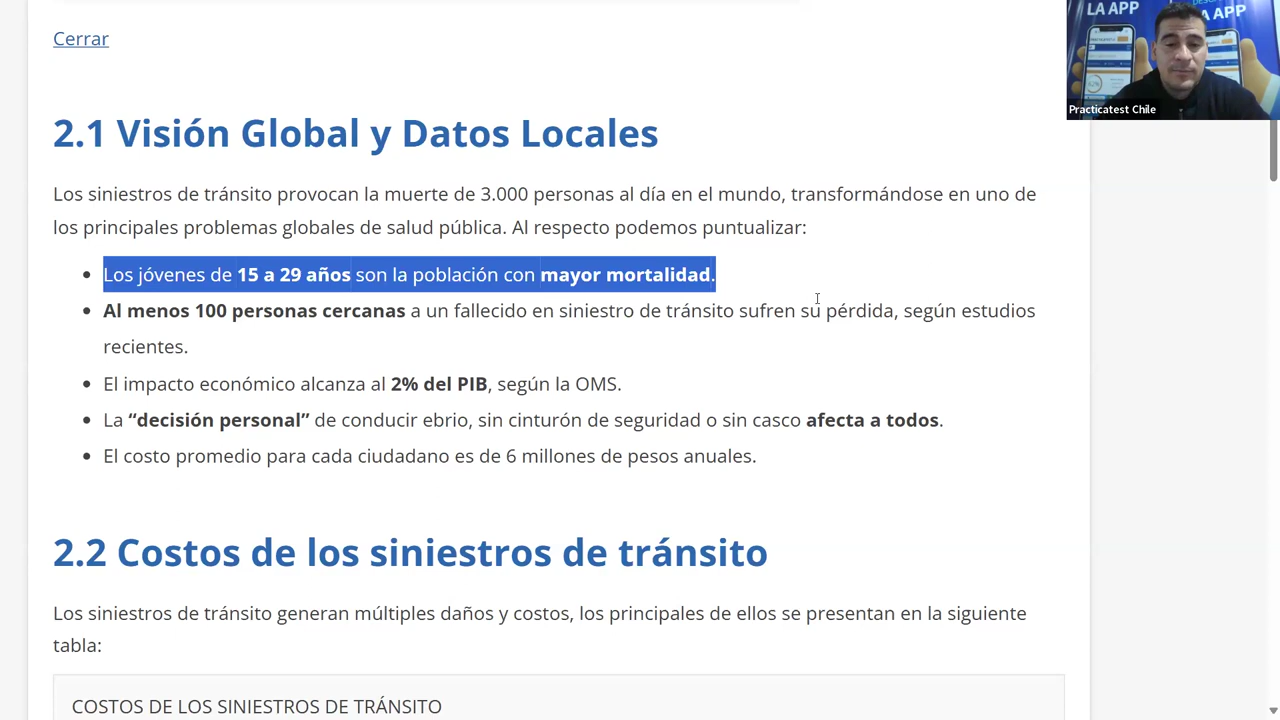 LA APP
A APP
Practicatest Chile
Cerrar
2.1 Visión Global y Datos Locales
Los siniestros de tránsito provocan la muerte de 3.000 personas al día en el mundo, transformándose en uno de
los principales problemas globales de salud pública. Al respecto podemos puntualizar:
Los jóvenes de 15 a 29 años son la población con mayor mortalidad.
Al menos 100 personas cercanas a un fallecido en siniestro de tránsito sufren su pérdida, según estudios
recientes.
El impacto económico alcanza al 2% del PIB, según la OMS.
La “decisión personal” de conducir ebrio, sin cinturón de seguridad o sin casco afecta a todos.
El costo promedio para cada ciudadano es de 6 millones de pesos anuales.
2.2 Costos de los siniestros de tránsito
Los siniestros de tránsito generan múltiples daños y costos, los principales de ellos se presentan en la siguiente
tabla:
COSTOS DE LOS SINIESTROS DE TRÁNSITO